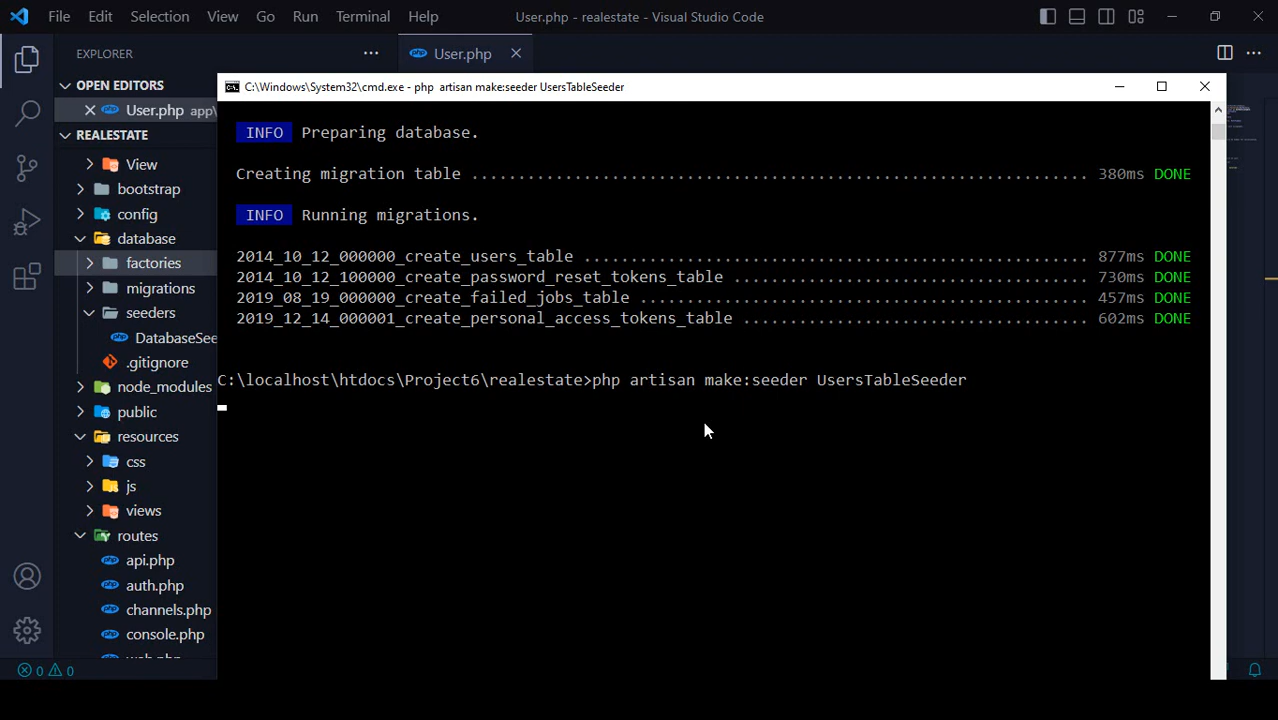 File Edit Selection View Go Run Terminal Help User.php - realestate - Visual Studio Code
EXPLORER
User.php
OPEN EDITORS
User.php app\
REALESTATE
View
bootstrap
config
database
factories
migrations
seeders
DatabaseSee
.gitignore
node_modules
public
resources
css
js
views
routes
api.php
auth.php
channels.php
console.php
0 0
C:\Windows\System32\cmd.exe - php artisan make:seeder UsersTableSeeder
INFO Preparing database.
Creating migration table ................................................................. 380ms DONE
INFO Running migrations.
2014_10_12_000000_create_users_table ..................................................... 877ms DONE
2014_10_12_100000_create_password_reset_tokens_table ..................................... 730ms DONE
2019_08_19_000000_create_failed_jobs_table ............................................... 457ms DONE
2019_12_14_000001_create_personal_access_tokens_table .................................... 602ms DONE
C:\localhost\htdocs\Project6\realestate>php artisan make:seeder UsersTableSeeder